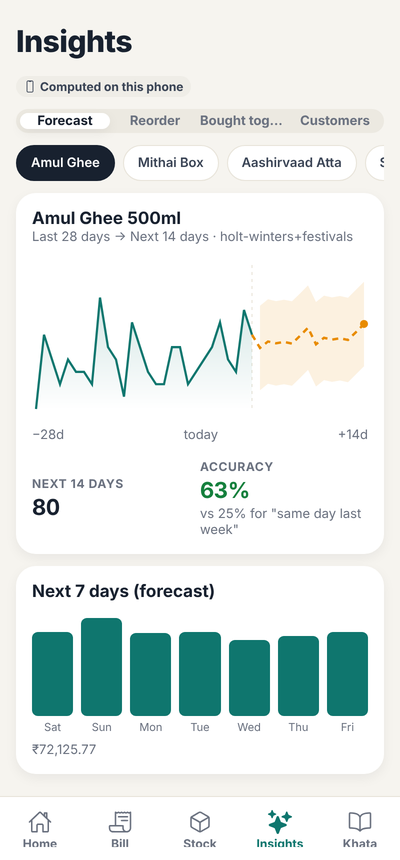 Insights
Computed on this phone
Forecast Reorder Bought tog... Customers
Amul Ghee Mithai Box Aashirvaad Atta
Amul Ghee 500ml
Last 28 days → Next 14 days · holt-winters+festivals
−28d today +14d
NEXT 14 DAYS
80
ACCURACY
63%
vs 25% for "same day last
week"
Next 7 days (forecast)
Sat Sun Mon Tue Wed Thu Fri
₹72,125.77
Home Bill Stock Insights Khata